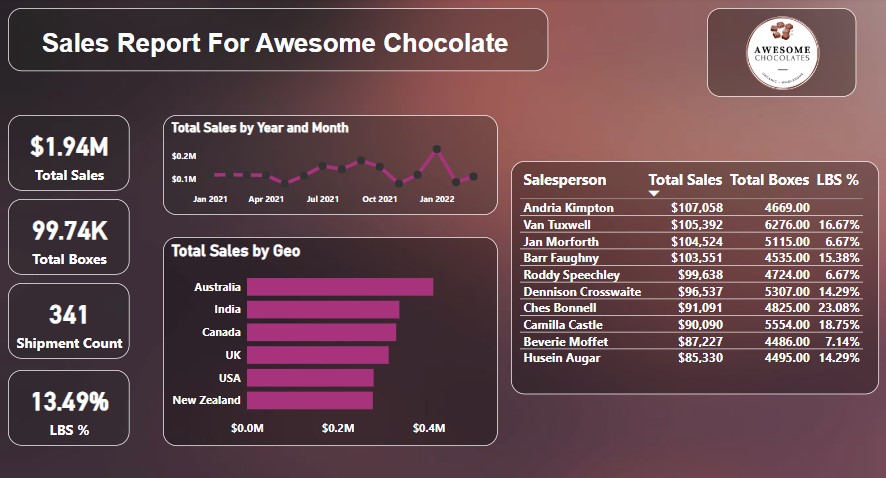 Sales Report For Awesome Chocolate
AWESOME
CHOCOLATES
$1.94M
Total Sales
99.74K
Total Boxes
341
Shipment Count
13.49%
LBS %
Total Sales by Year and Month
$0.2M
$0.1M
Jan 2021 Apr 2021 Jul 2021 Oct 2021 Jan 2022
Total Sales by Geo
Australia
India
Canada
UK
USA
New Zealand
$0.0M $0.2M $0.4M
Salesperson Total Sales Total Boxes LBS %
Andria Kimpton $107,058 4669.00
Van Tuxwell $105,392 6276.00 16.67%
Jan Morforth $104,524 5115.00 6.67%
Barr Faughny $103,551 4535.00 15.38%
Roddy Speechley $99,638 4724.00 6.67%
Dennison Crosswaite $96,537 5307.00 14.29%
Ches Bonnell $91,091 4825.00 23.08%
Camilla Castle $90,090 5554.00 18.75%
Beverie Moffet $87,227 4486.00 7.14%
Husein Augar $85,330 4495.00 14.29%